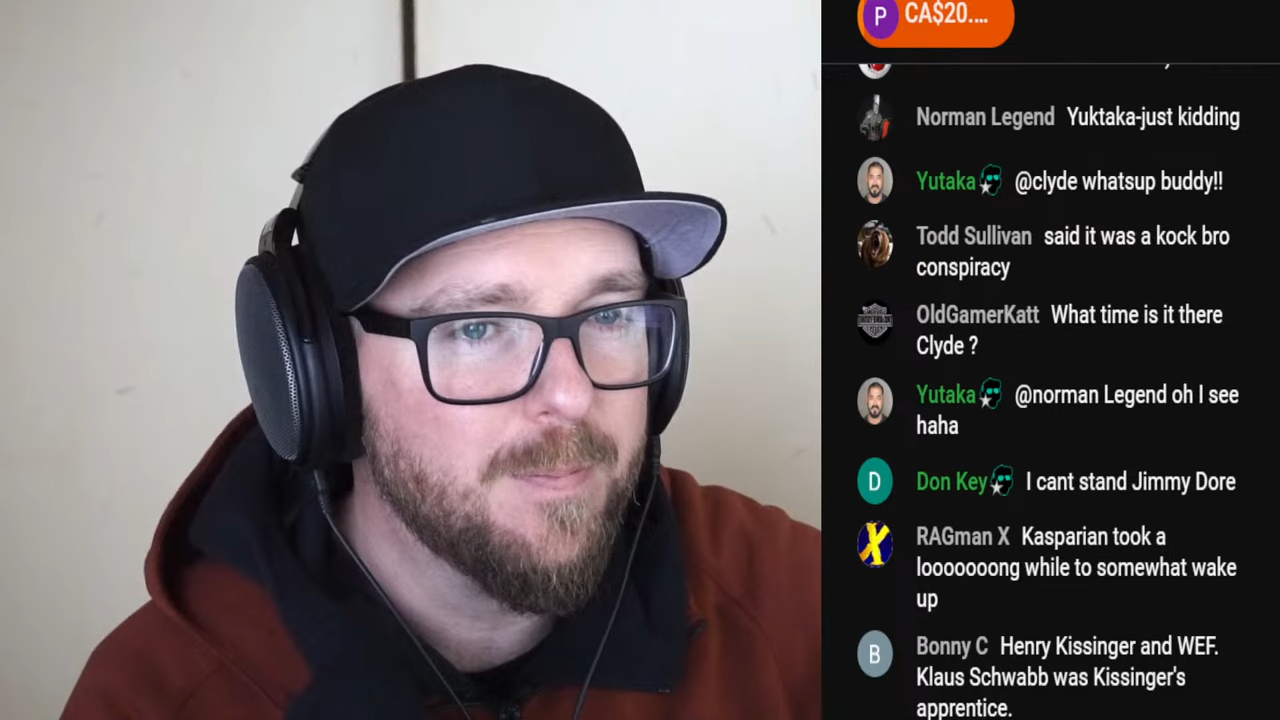 P CA$20....
Norman Legend Yuktaka-just kidding
Yutaka @clyde whatsup buddy!!
Todd Sullivan said it was a kock bro
conspiracy
OldGamerKatt What time is it there
Clyde ?
Yutaka @norman Legend oh I see
haha
D Don Key I cant stand Jimmy Dore
RAGman X Kasparian took a
looooooong while to somewhat wake
up
B Bonny C Henry Kissinger and WEF.
Klaus Schwabb was Kissinger's
apprentice.